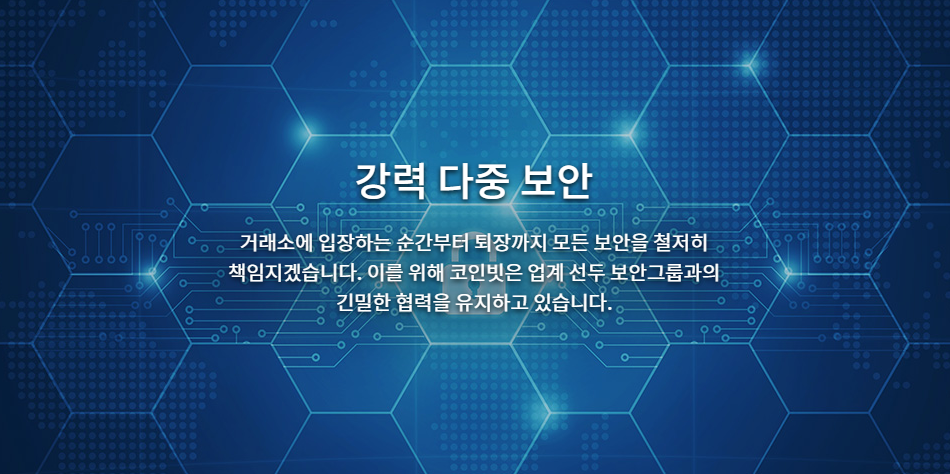 강력 다중 보안
거래소에 입장하는 순간부터 퇴장까지 모든 보안을 철저히
책임지겠습니다. 이를 위해 코인빗은 업계 선두 보안그룹과의
긴밀한 협력을 유지하고 있습니다.